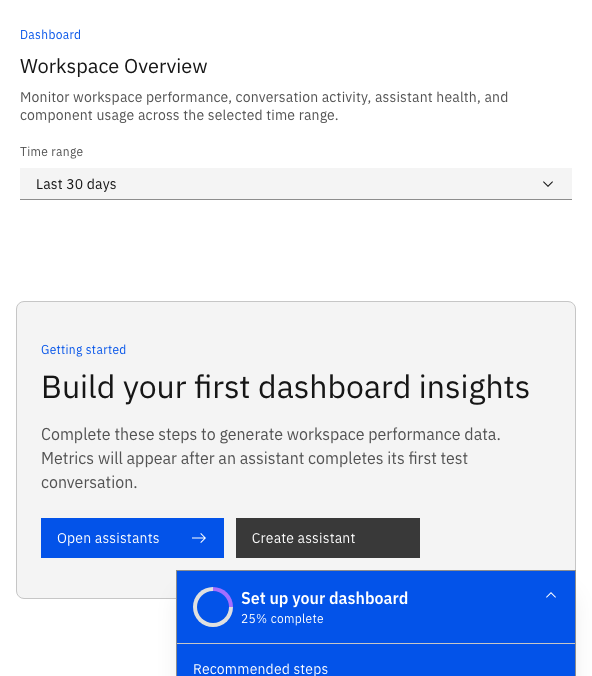 Dashboard
Workspace Overview
Monitor workspace performance, conversation activity, assistant health, and
component usage across the selected time range.
Time range
Last 30 days
Getting started
Build your first dashboard insights
Complete these steps to generate workspace performance data.
Metrics will appear after an assistant completes its first test
conversation.
Open assistants
Create assistant
Set up your dashboard
25% complete
Recommended steps